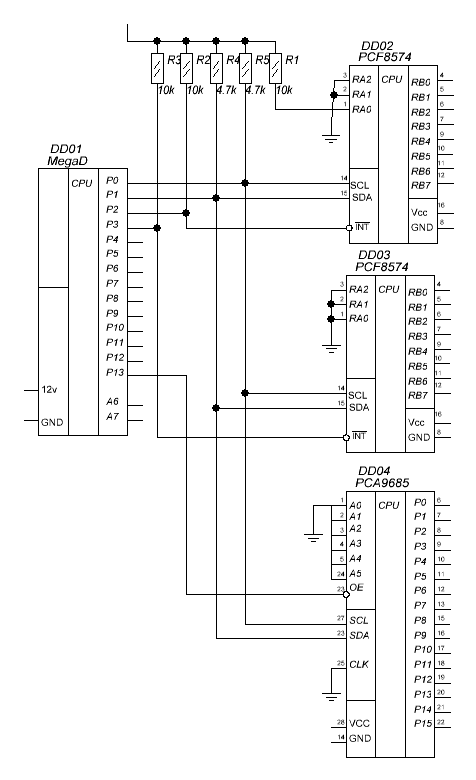 R3 R2 R4 R5 R1
10k 10k 4.7k 4.7k 10k
DD01
MegaD
CPU
P0
P1
P2
P3
P4
P5
P6
P7
P8
P9
P10
P11
P12
P13
A6
A7
12v
GND
DD02
PCF8574
CPU
3 RA2
2 RA1
1 RA0
14 SCL
15 SDA
INT
RB0 4
RB1 5
RB2 6
RB3 7
RB4 9
RB5 10
RB6 11
RB7 12
Vcc 16
GND 8
DD03
PCF8574
CPU
3 RA2
2 RA1
1 RA0
14 SCL
15 SDA
INT
RB0 4
RB1 5
RB2 6
RB3 7
RB4 9
RB5 10
RB6 11
RB7 12
Vcc 16
GND 8
DD04
PCA9685
CPU
1 A0
2 A1
3 A2
4 A3
5 A4
24 A5
23 OE
27 SCL
23 SDA
25 CLK
28 VCC
14 GND
P0 6
P1 7
P2 8
P3 9
P4 10
P5 11
P6 12
P7 13
P8 15
P9 16
P10 17
P11 18
P12 19
P13 20
P14 21
P15 22